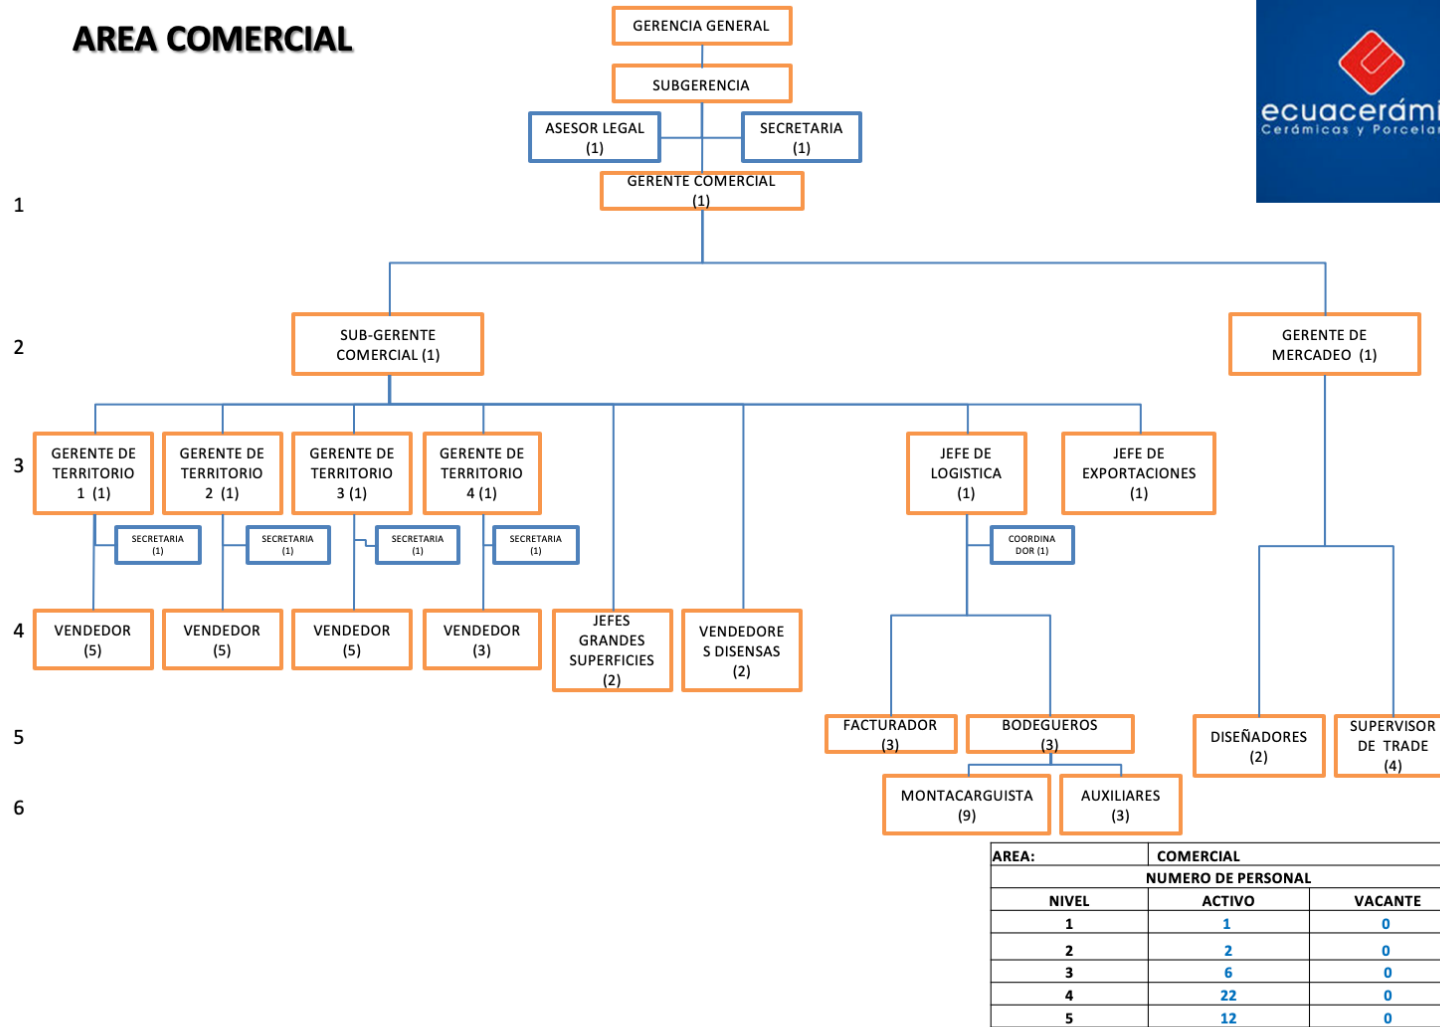 AREA COMERCIAL
GERENCIA GENERAL
SUBGERENCIA
ASESOR LEGAL
(1)
SECRETARIA
(1)
GERENTE COMERCIAL
(1)
ecuacerámi
Cerámicas y Porcelan
1
2
SUB-GERENTE
COMERCIAL (1)
GERENTE DE
MERCADEO (1)
3
GERENTE DE
TERRITORIO
1 (1)
GERENTE DE
TERRITORIO
2 (1)
GERENTE DE
TERRITORIO
3 (1)
GERENTE DE
TERRITORIO
4 (1)
JEFE DE
LOGISTICA
(1)
JEFE DE
EXPORTACIONES
(1)
SECRETARIA
(1)
SECRETARIA
(1)
SECRETARIA
(1)
SECRETARIA
(1)
COORDINA
DOR (1)
4
VENDEDOR
(5)
VENDEDOR
(5)
VENDEDOR
(5)
VENDEDOR
(3)
JEFES
GRANDES
SUPERFICIES
(2)
VENDEDORE
S DISENSAS
(2)
5
FACTURADOR
(3)
BODEGUEROS
(3)
DISEÑADORES
(2)
SUPERVISOR
DE TRADE
(4)
6
MONTACARGUISTA
(9)
AUXILIARES
(3)
AREA: COMERCIAL
NUMERO DE PERSONAL
NIVEL ACTIVO VACANTE
1 1 0
2 2 0
3 6 0
4 22 0
5 12 0